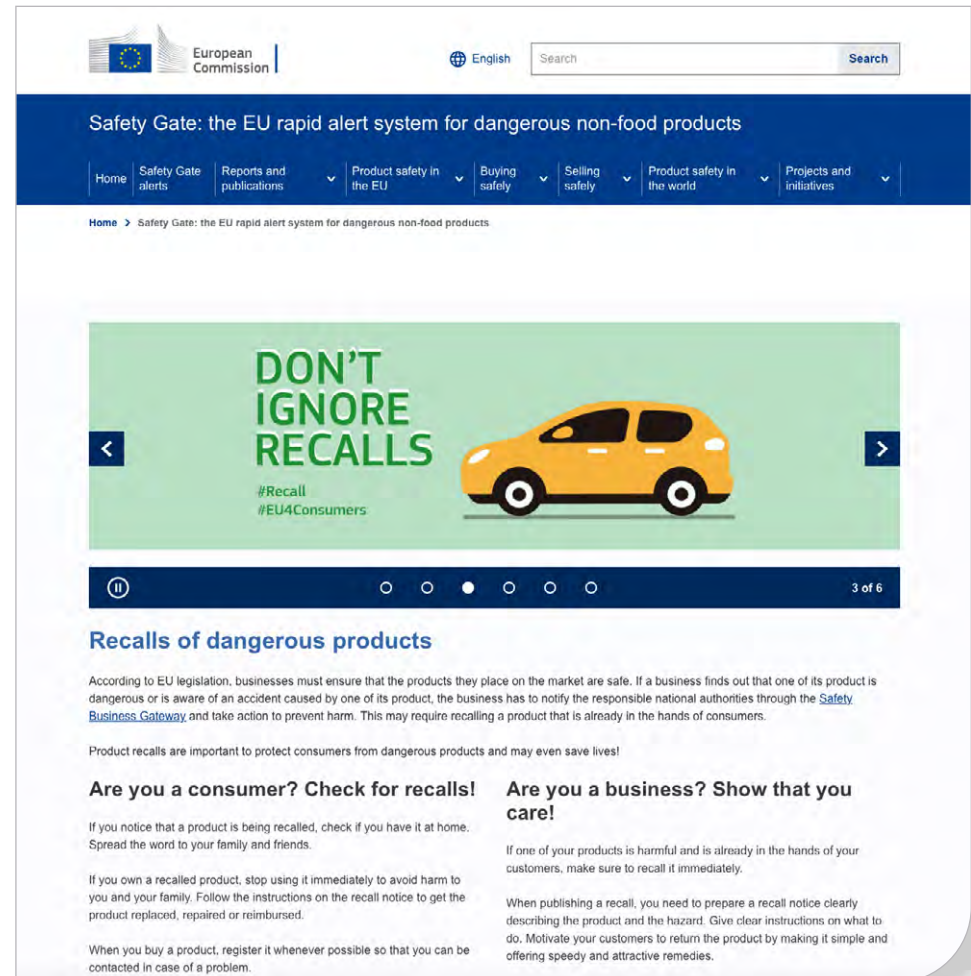 European
Commission
English
Search
Search
Safety Gate: the EU rapid alert system for dangerous non-food products
Home
Safety Gate
alerts
Reports and
publications
Product safety in
the EU
Buying
safely
Selling
safely
Product safety in
the world
Projects and
initiatives
Home > Safety Gate: the EU rapid alert system for dangerous non-food products
DON'T
IGNORE
RECALLS
#Recall
#EU4Consumers
3 of 6
Recalls of dangerous products
According to EU legislation, businesses must ensure that the products they place on the market are safe. If a business finds out that one of its product is
dangerous or is aware of an accident caused by one of its product, the business has to notify the responsible national authorities through the Safety
Business Gateway and take action to prevent harm. This may require recalling a product that is already in the hands of consumers.
Product recalls are important to protect consumers from dangerous products and may even save lives!
Are you a consumer? Check for recalls!
If you notice that a product is being recalled, check if you have it at home.
Spread the word to your family and friends.
If you own a recalled product, stop using it immediately to avoid harm to
you and your family. Follow the instructions on the recall notice to get the
product replaced, repaired or reimbursed.
When you buy a product, register it whenever possible so that you can be
contacted in case of a problem.
Are you a business? Show that you
care!
If one of your products is harmful and is already in the hands of your
customers, make sure to recall it immediately.
When publishing a recall, you need to prepare a recall notice clearly
describing the product and the hazard. Give clear instructions on what to
do. Motivate your customers to return the product by making it simple and
offering speedy and attractive remedies.